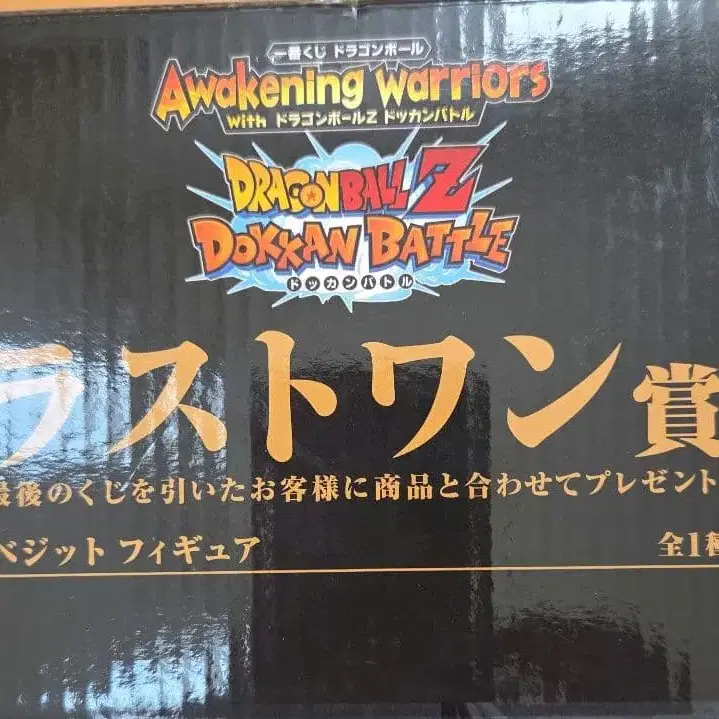 一番くじ ドラゴンボール
Awakening warriors
with ドラゴンボールZ ドッカンバトル
DRAGONBALL Z
DOKKAN BATTLE
ドッカンバトル
ラストワン賞
最後のくじを引いたお客様に商品と合わせてプレゼント
ベジット フィギュア
全1種